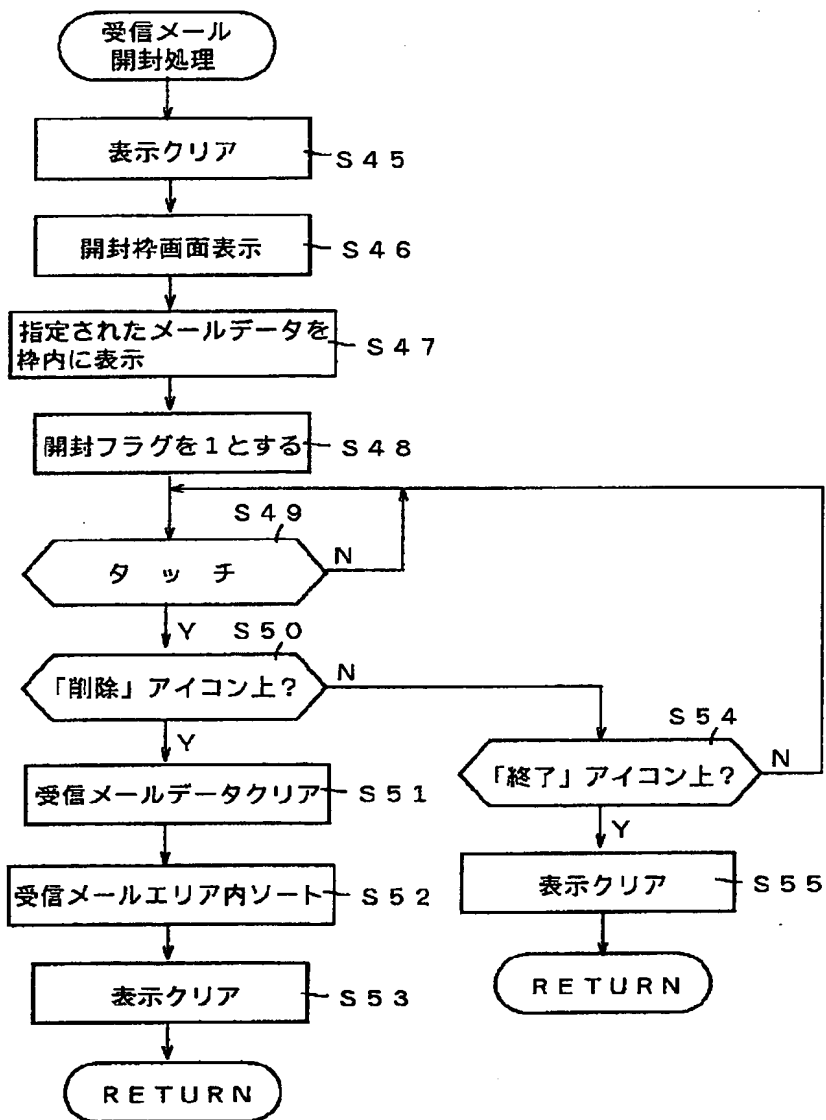 受信メール
開封処理
表示クリア
S45
開封枠画面表示
S46
指定されたメールデータを
枠内に表示
S47
開封フラグを1とする
S48
S49
タッチ
N
Y
S50
「削除」アイコン上?
N
Y
S54
「終了」アイコン上?
N
Y
受信メールデータクリア
S51
表示クリア
S55
受信メールエリア内ソート
S52
RETURN
表示クリア
S53
RETURN